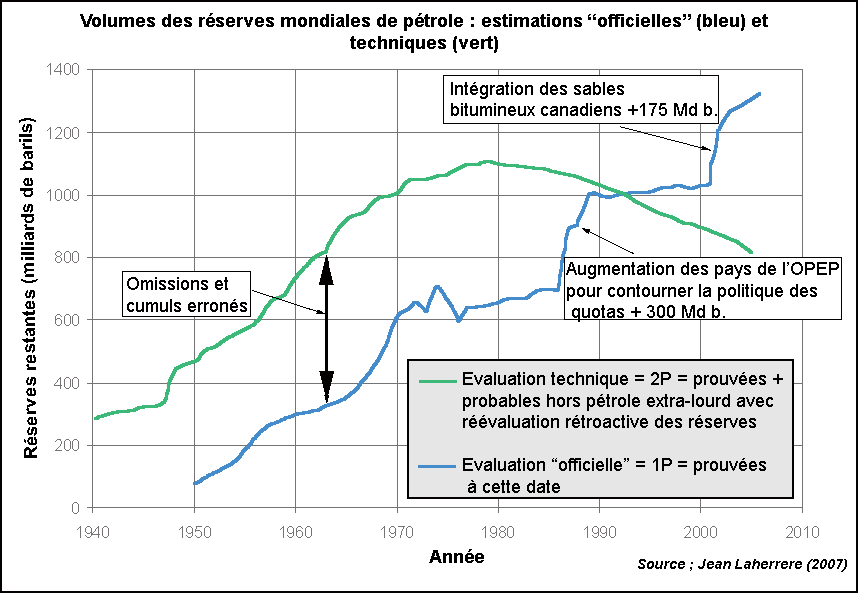 Volumes des réserves mondiales de pétrole : estimations “officielles” (bleu) et
techniques (vert)
Réserves restantes (milliards de barils)
1400
1200
1000
800
600
400
200
0
Intégration des sables
bitumineux canadiens +175 Md b.
Omissions et
cumuls erronés
Augmentation des pays de l’OPEP
pour contourner la politique des
quotas + 300 Md b.
Evaluation technique = 2P = prouvées +
probables hors pétrole extra-lourd avec
réévaluation rétroactive des réserves
Evaluation “officielle” = 1P = prouvées
à cette date
1940 1950 1960 1970 1980 1990 2000 2010
Année
Source ; Jean Laherrere (2007)